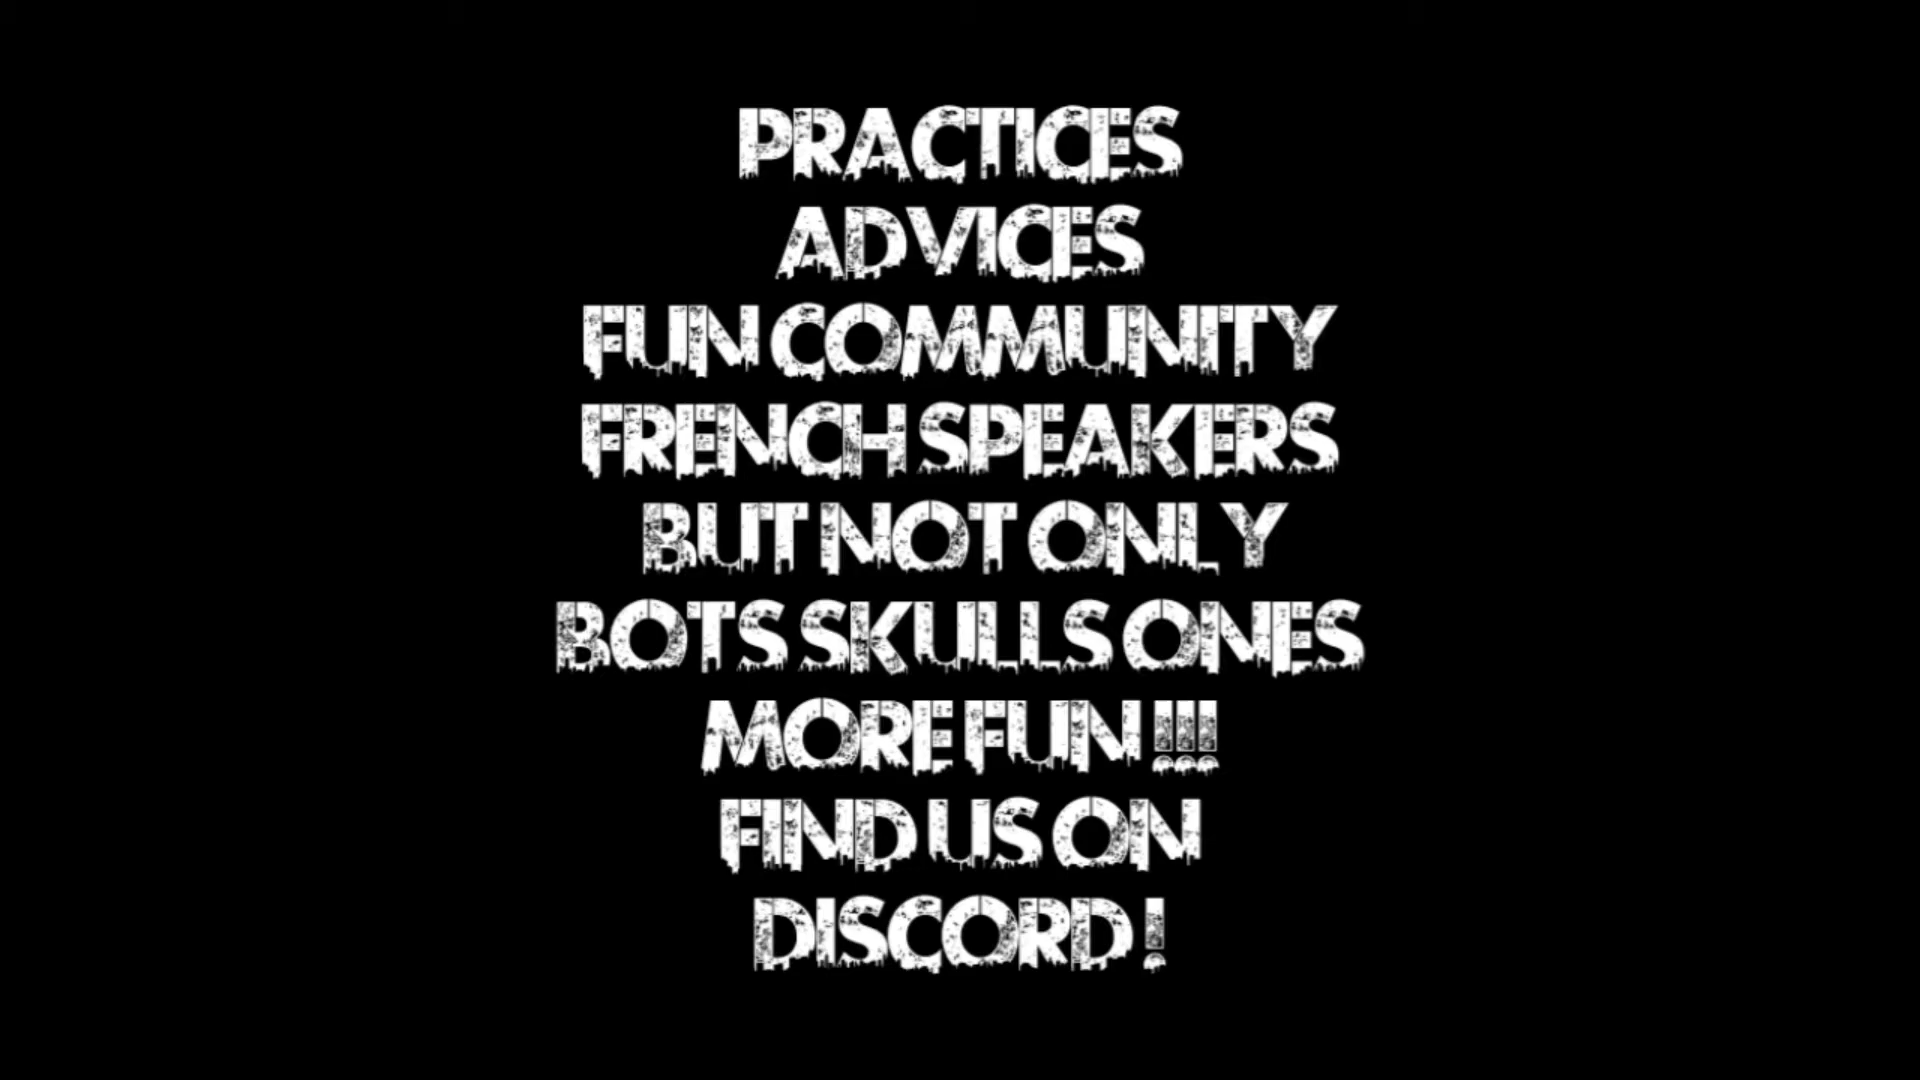 PRACTICES
ADVICES
FUN COMMUNITY
FRENCH SPEAKERS
BUT NOT ONLY
BOTS SKULLS ONES
MORE FUN !!!
FIND US ON
DISCORD !